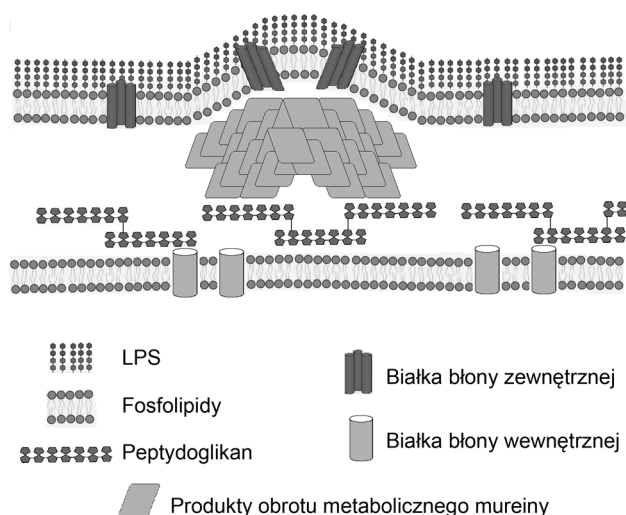 LPS
Fosfolipidy
Peptydoglikan
Białka błony zewnętrznej
Białka błony wewnętrznej
Produkty obrotu metabolicznego mureiny